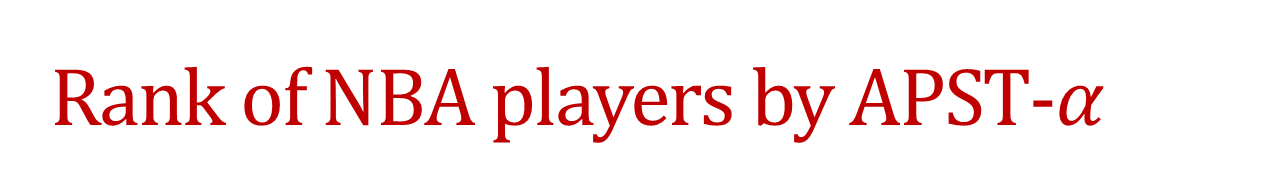 Rank of NBA players by APST-α